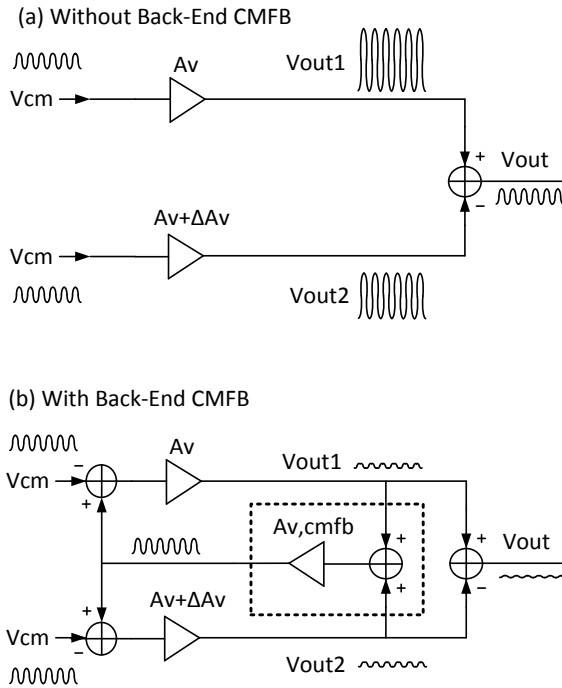 (a) Without Back-End CMFB
Av
Vout1
Vcm
+
Vout
−
Av+ΔAv
Vcm
Vout2
(b) With Back-End CMFB
Av
Vout1
−
Vcm
+
Av,cmfb
+
+
Vout
+
+
−
Av+ΔAv
Vcm
−
Vout2